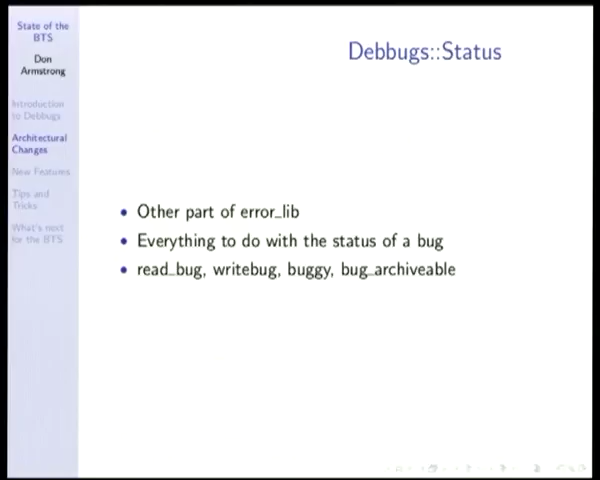 State of the
BTS
Don
Armstrong
Introduction
to Debbugs
Architectural
Changes
New Features
Tips and
Tricks
What's next
for the BTS
Debbugs::Status
Other part of error_lib
Everything to do with the status of a bug
read_bug, writebug, buggy, bug_archiveable